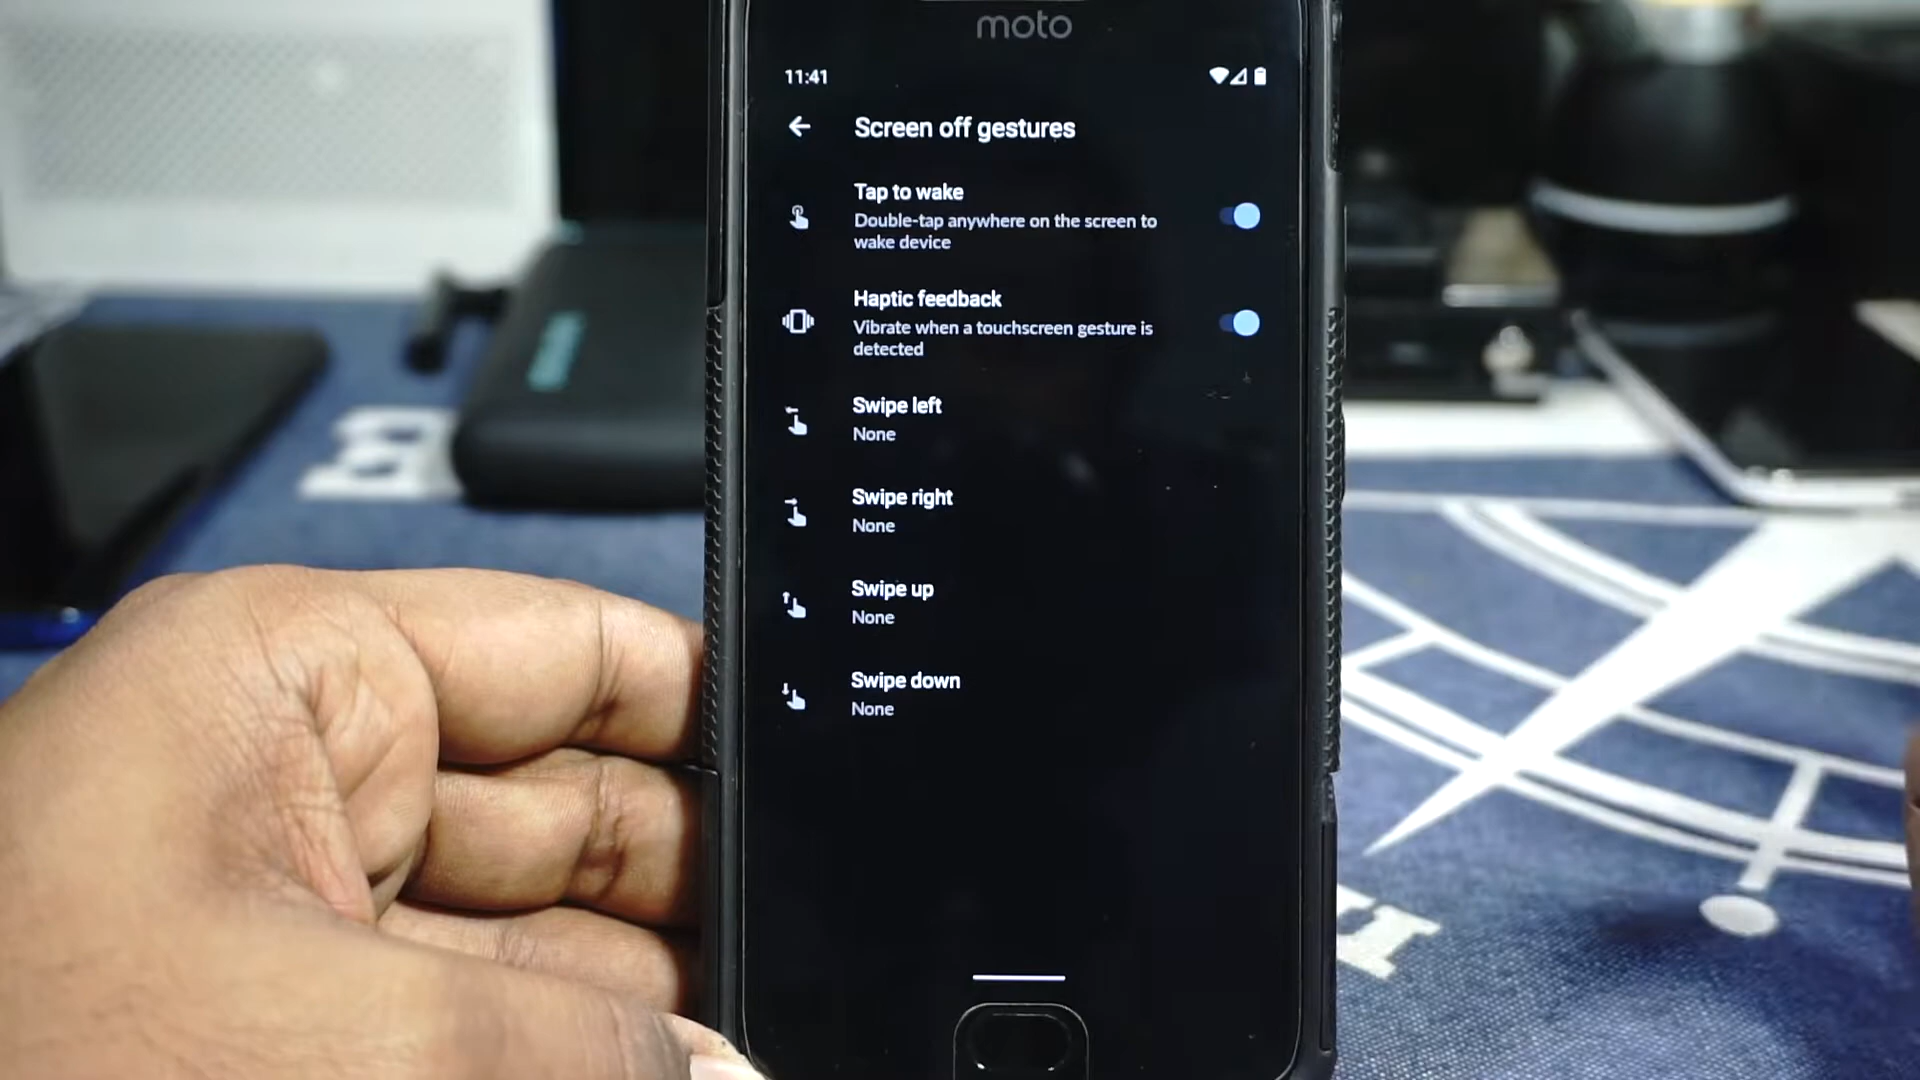 moto
11:41
Screen off gestures
Tap to wake
Double-tap anywhere on the screen to
wake device
Haptic feedback
Vibrate when a touchscreen gesture is
detected
Swipe left
None
Swipe right
None
Swipe up
None
Swipe down
None